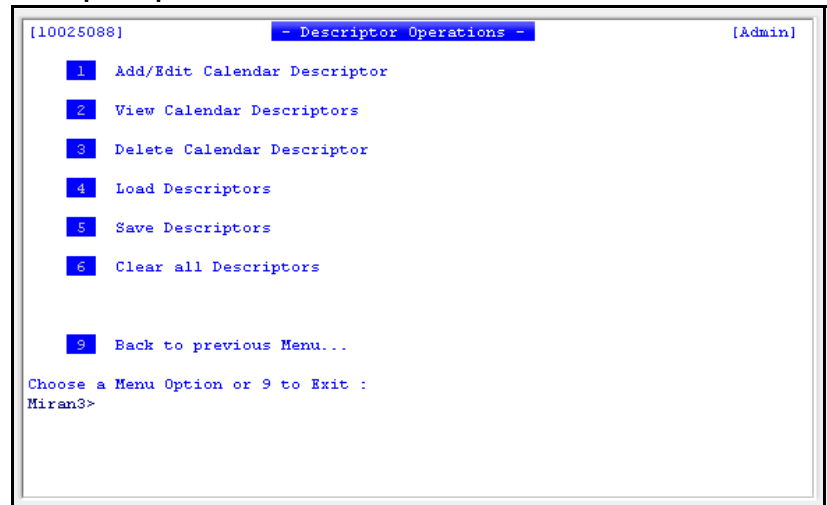 [10025088] - Descriptor Operations - [Admin]
1 Add/Edit Calendar Descriptor
2 View Calendar Descriptors
3 Delete Calendar Descriptor
4 Load Descriptors
5 Save Descriptors
6 Clear all Descriptors
9 Back to previous Menu...
Choose a Menu Option or 9 to Exit :
Miran3>